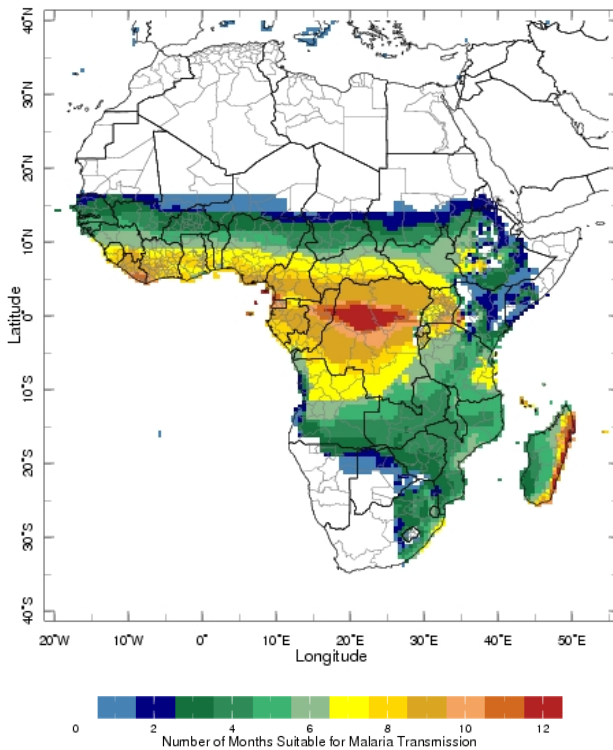 40˚N
30˚N
20˚N
10˚N
0˚
10˚S
20˚S
30˚S
40˚S
Latitude
20˚W 10˚W 0˚ 10˚E 20˚E 30˚E 40˚E 50˚E
Longitude
0 2 4 6 8 10 12
Number of Months Suitable for Malaria Transmission